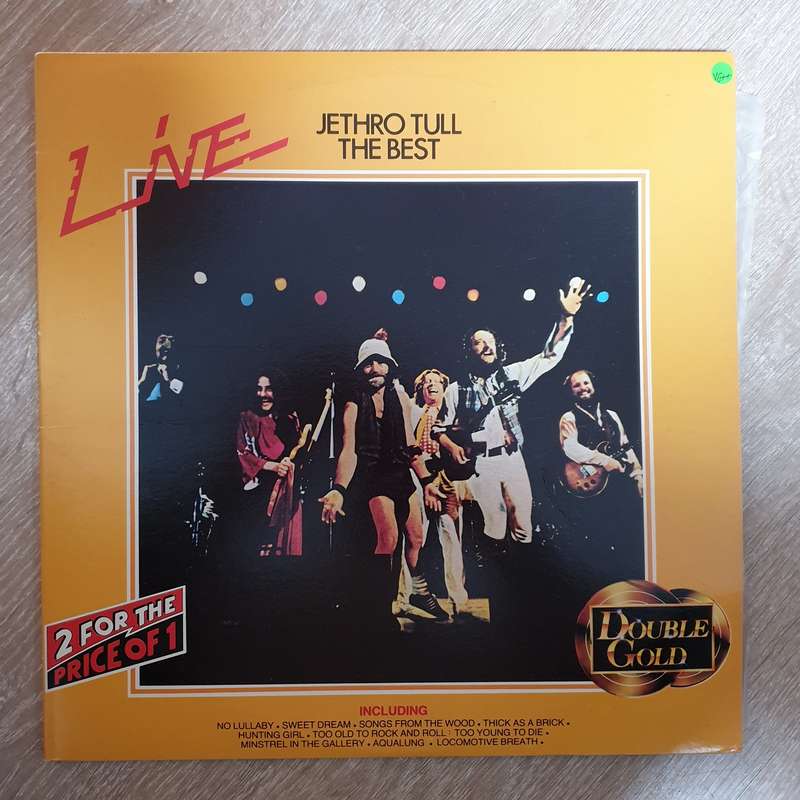 LIVE
JETHRO TULL
THE BEST
2 FOR THE
PRICE OF 1
DOUBLE
GOLD
INCLUDING
NO LULLABY • SWEET DREAM • SONGS FROM THE WOOD • THICK AS A BRICK •
HUNTING GIRL • TOO OLD TO ROCK AND ROLL : TOO YOUNG TO DIE •
MINSTREL IN THE GALLERY • AQUALUNG • LOCOMOTIVE BREATH •